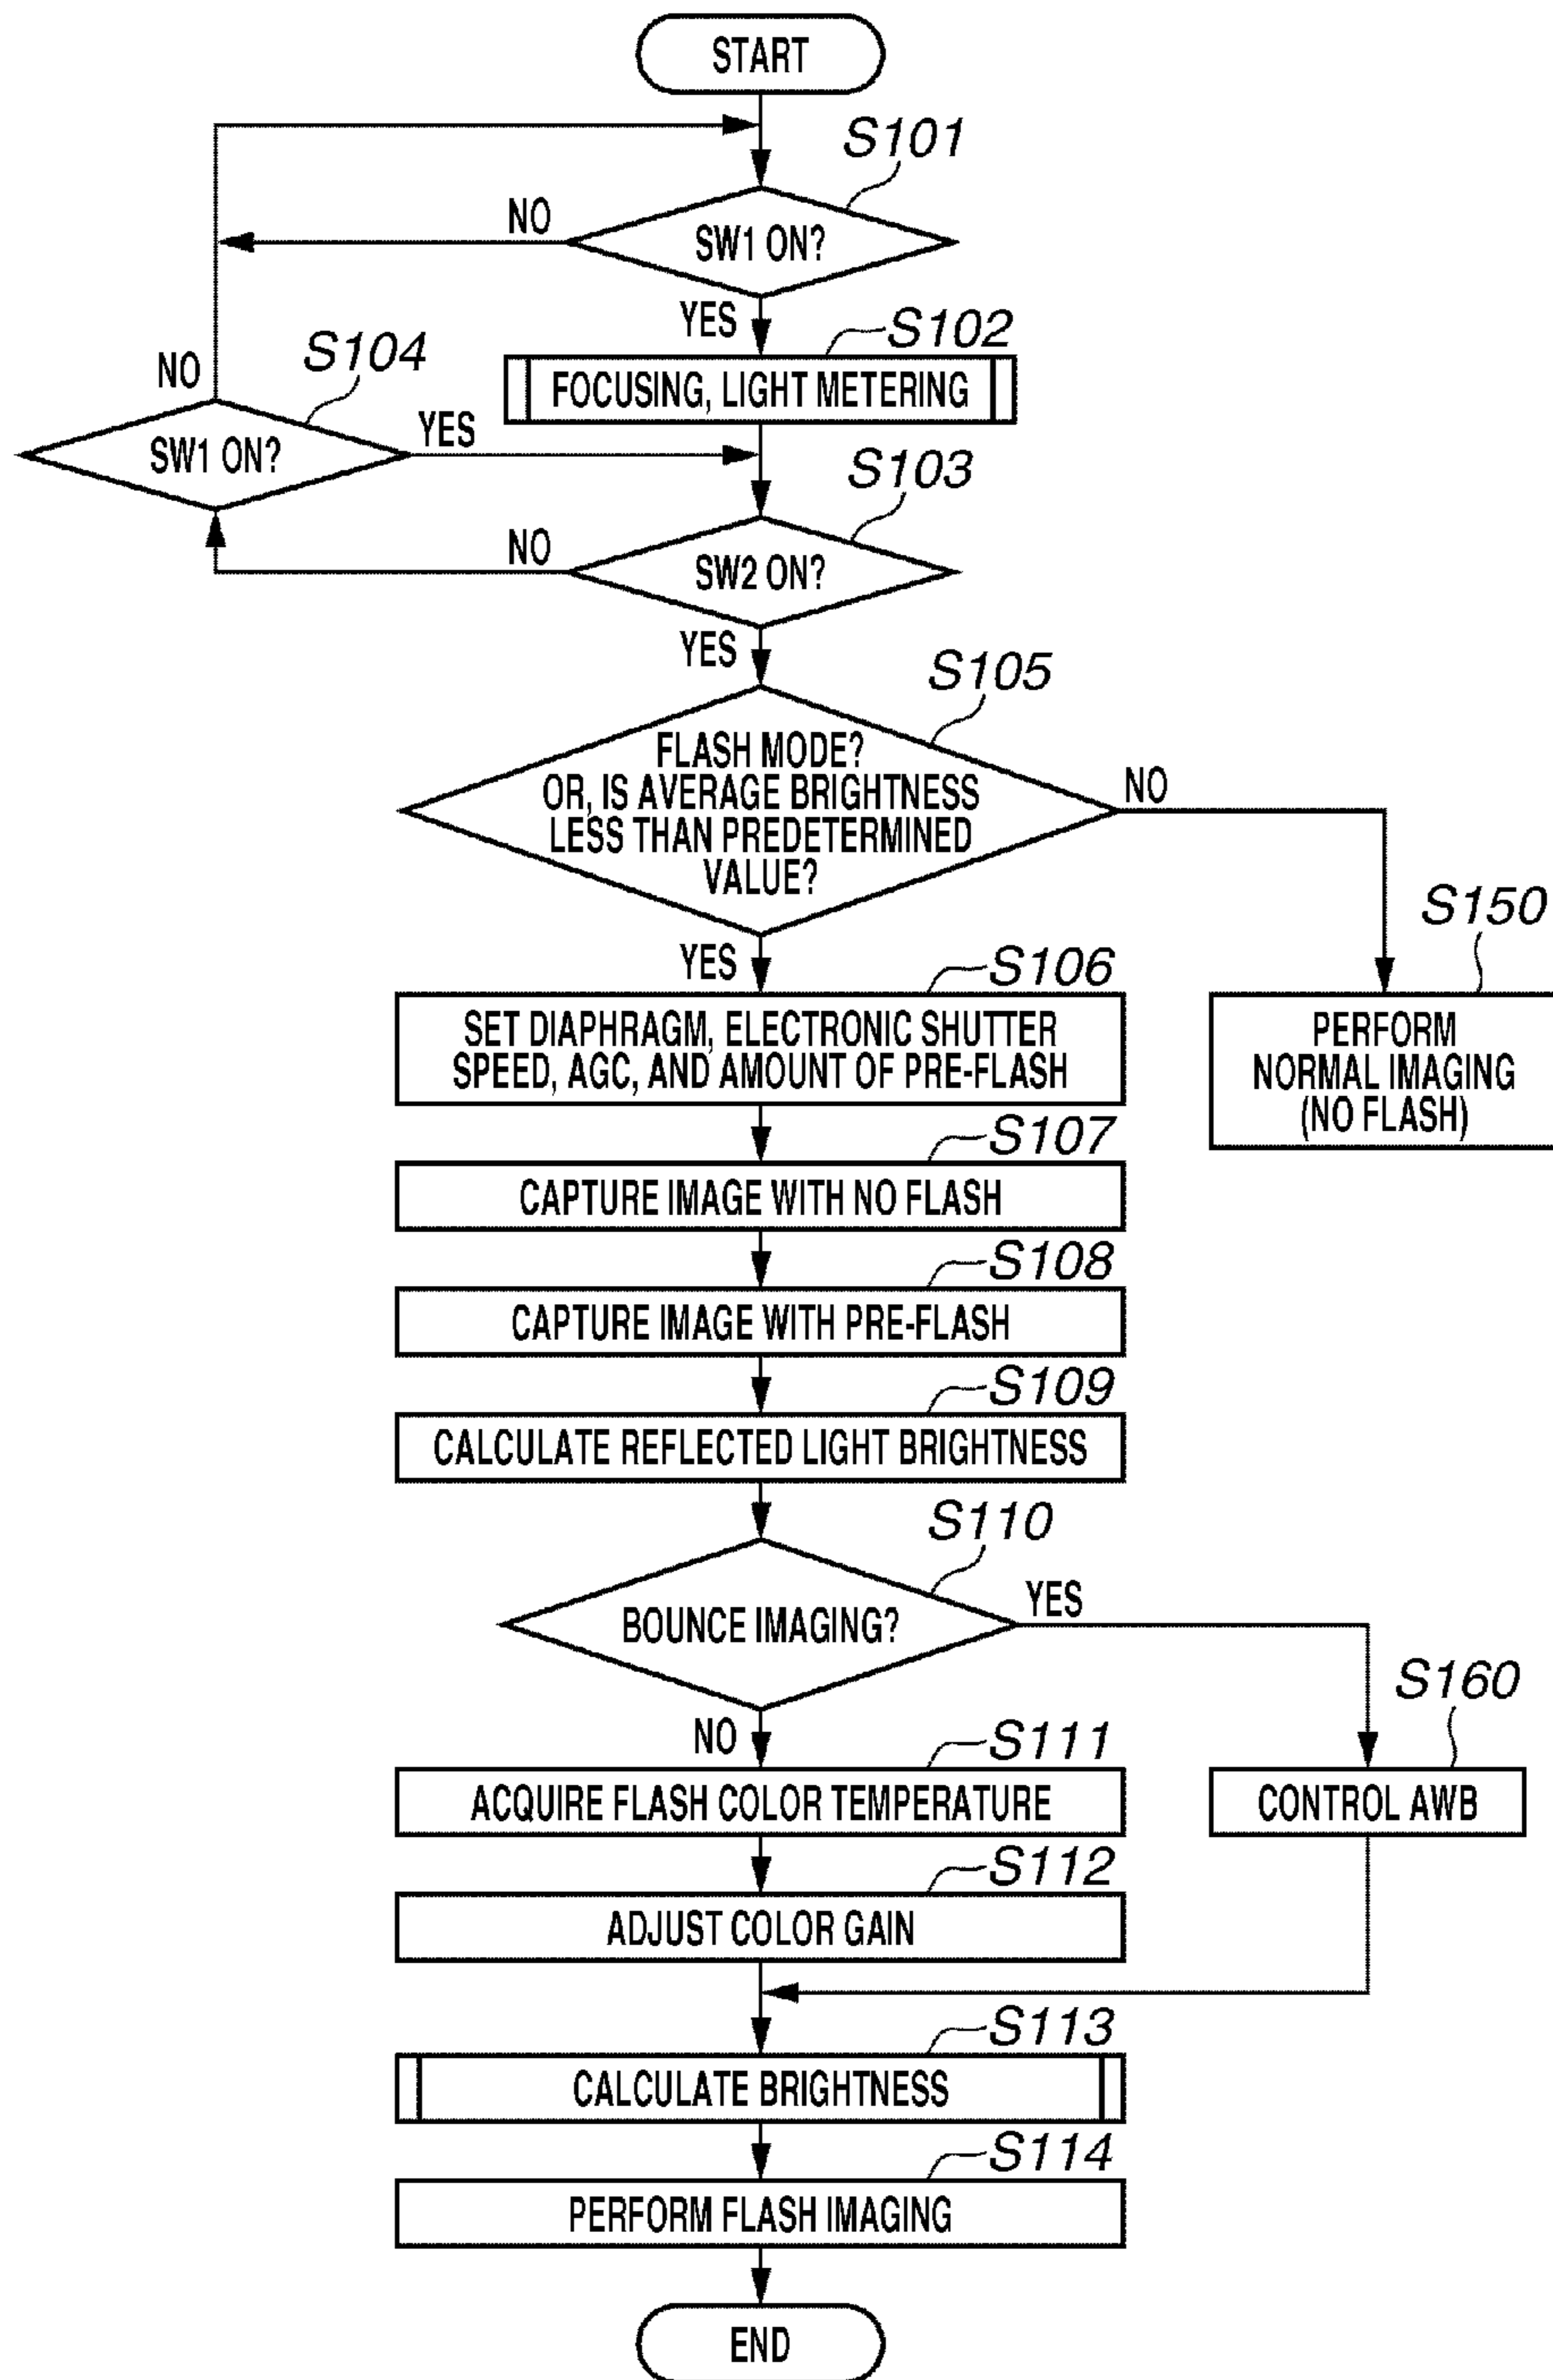 START
S101
NO
SW1 ON?
YES
S102
FOCUSING, LIGHT METERING
NO
S104
SW1 ON?
YES
S103
NO
SW2 ON?
YES
S105
FLASH MODE?
OR, IS AVERAGE BRIGHTNESS
LESS THAN PREDETERMINED
VALUE?
NO
YES
S150
PERFORM
NORMAL IMAGING
(NO FLASH)
S106
SET DIAPHRAGM, ELECTRONIC SHUTTER
SPEED, AGC, AND AMOUNT OF PRE-FLASH
S107
CAPTURE IMAGE WITH NO FLASH
S108
CAPTURE IMAGE WITH PRE-FLASH
S109
CALCULATE REFLECTED LIGHT BRIGHTNESS
S110
BOUNCE IMAGING?
YES
NO
S160
CONTROL AWB
S111
ACQUIRE FLASH COLOR TEMPERATURE
S112
ADJUST COLOR GAIN
S113
CALCULATE BRIGHTNESS
S114
PERFORM FLASH IMAGING
END